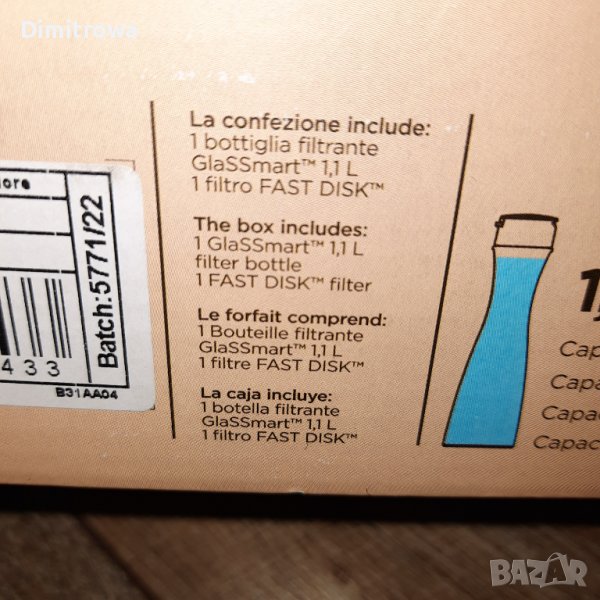 Dimitrowa
La confezione include:
1 bottiglia filtrante
GlaSSmart™ 1,1 L
1 filtro FAST DISK™
The box includes:
1 GlaSSmart™ 1,1 L
filter bottle
1 FAST DISK™ filter
Le forfait comprend:
1 Bouteille filtrante
GlaSSmart™ 1,1 L
1 filtre FAST DISK™
La caja incluye:
1 botella filtrante
GlaSSmart™ 1,1 L
1 filtro FAST DISK™
Batch:5771/22
433
B31AA04
1,
Cap
Capa
Capac
Capac
BAZAR